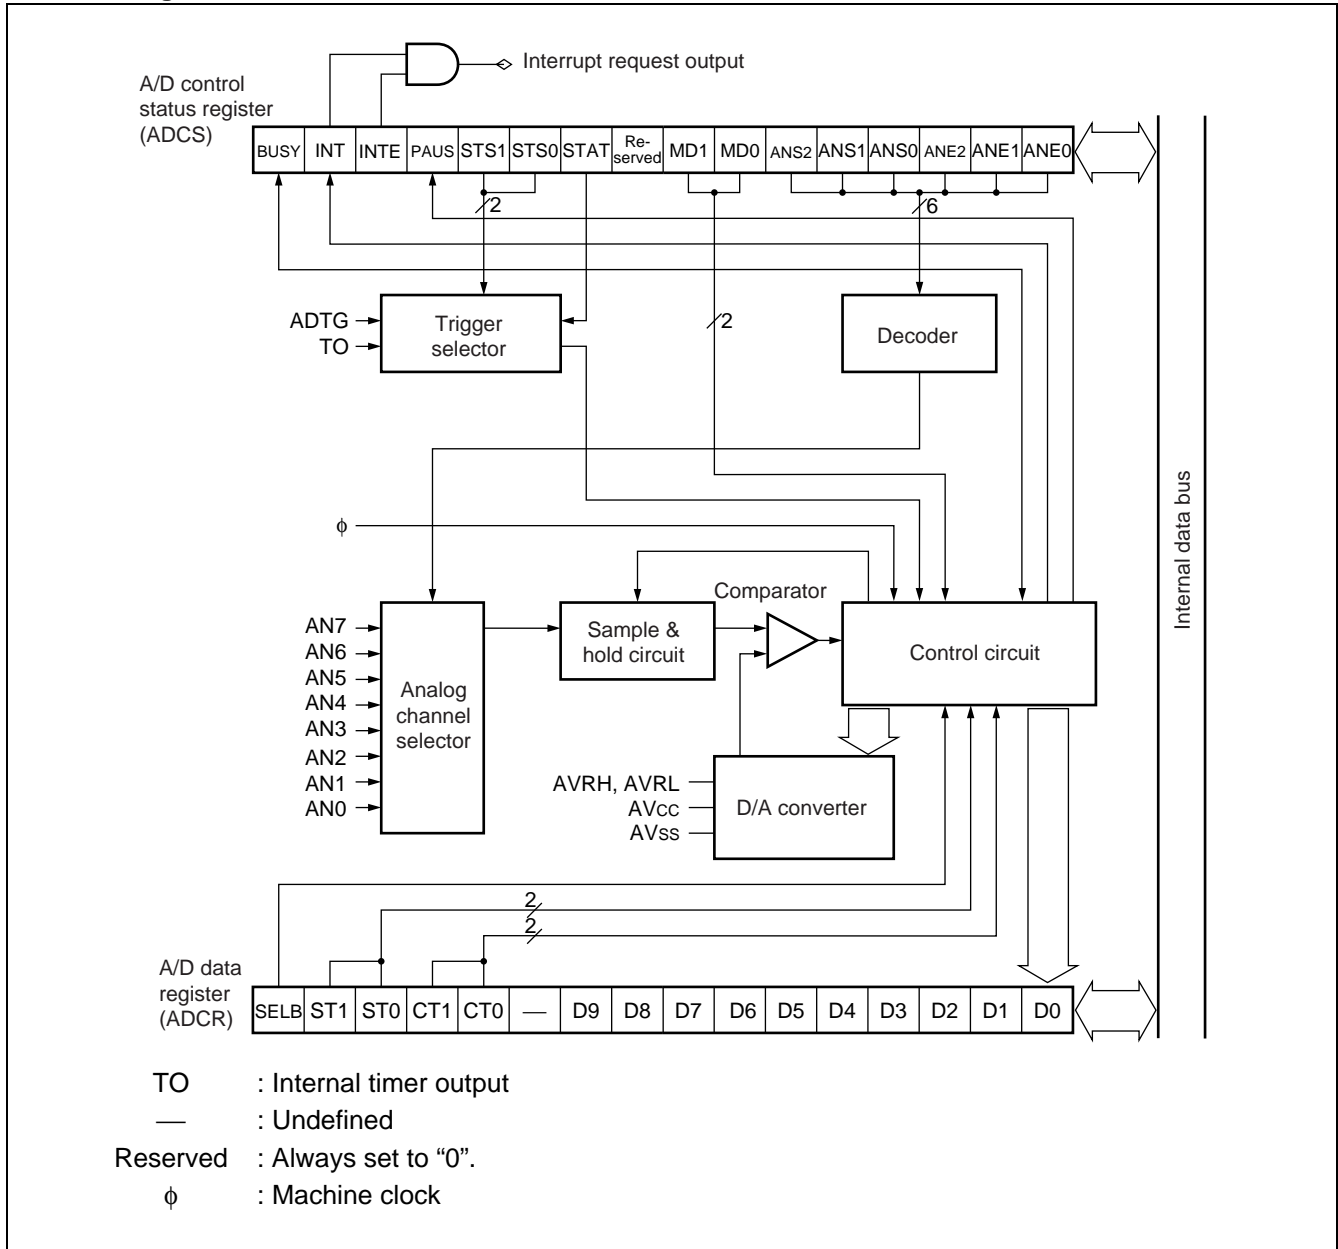 Interrupt request output
A/D control
status register
(ADCS)
BUSY INT INTE PAUS STS1 STS0 STAT Re-
served MD1 MD0 ANS2 ANS1 ANS0 ANE2 ANE1 ANE0
2
6
ADTG
TO
Trigger
selector
2
Decoder
Internal data bus
ϕ
Comparator
AN7
AN6
AN5
AN4
AN3
AN2
AN1
AN0
Analog
channel
selector
Sample &
hold circuit
Control circuit
AVRH, AVRL
AVCC
AVSS
D/A converter
2
2
A/D data
register
(ADCR)
SELB ST1 ST0 CT1 CT0 — D9 D8 D7 D6 D5 D4 D3 D2 D1 D0
TO : Internal timer output
— : Undefined
Reserved : Always set to “0”.
ϕ : Machine clock